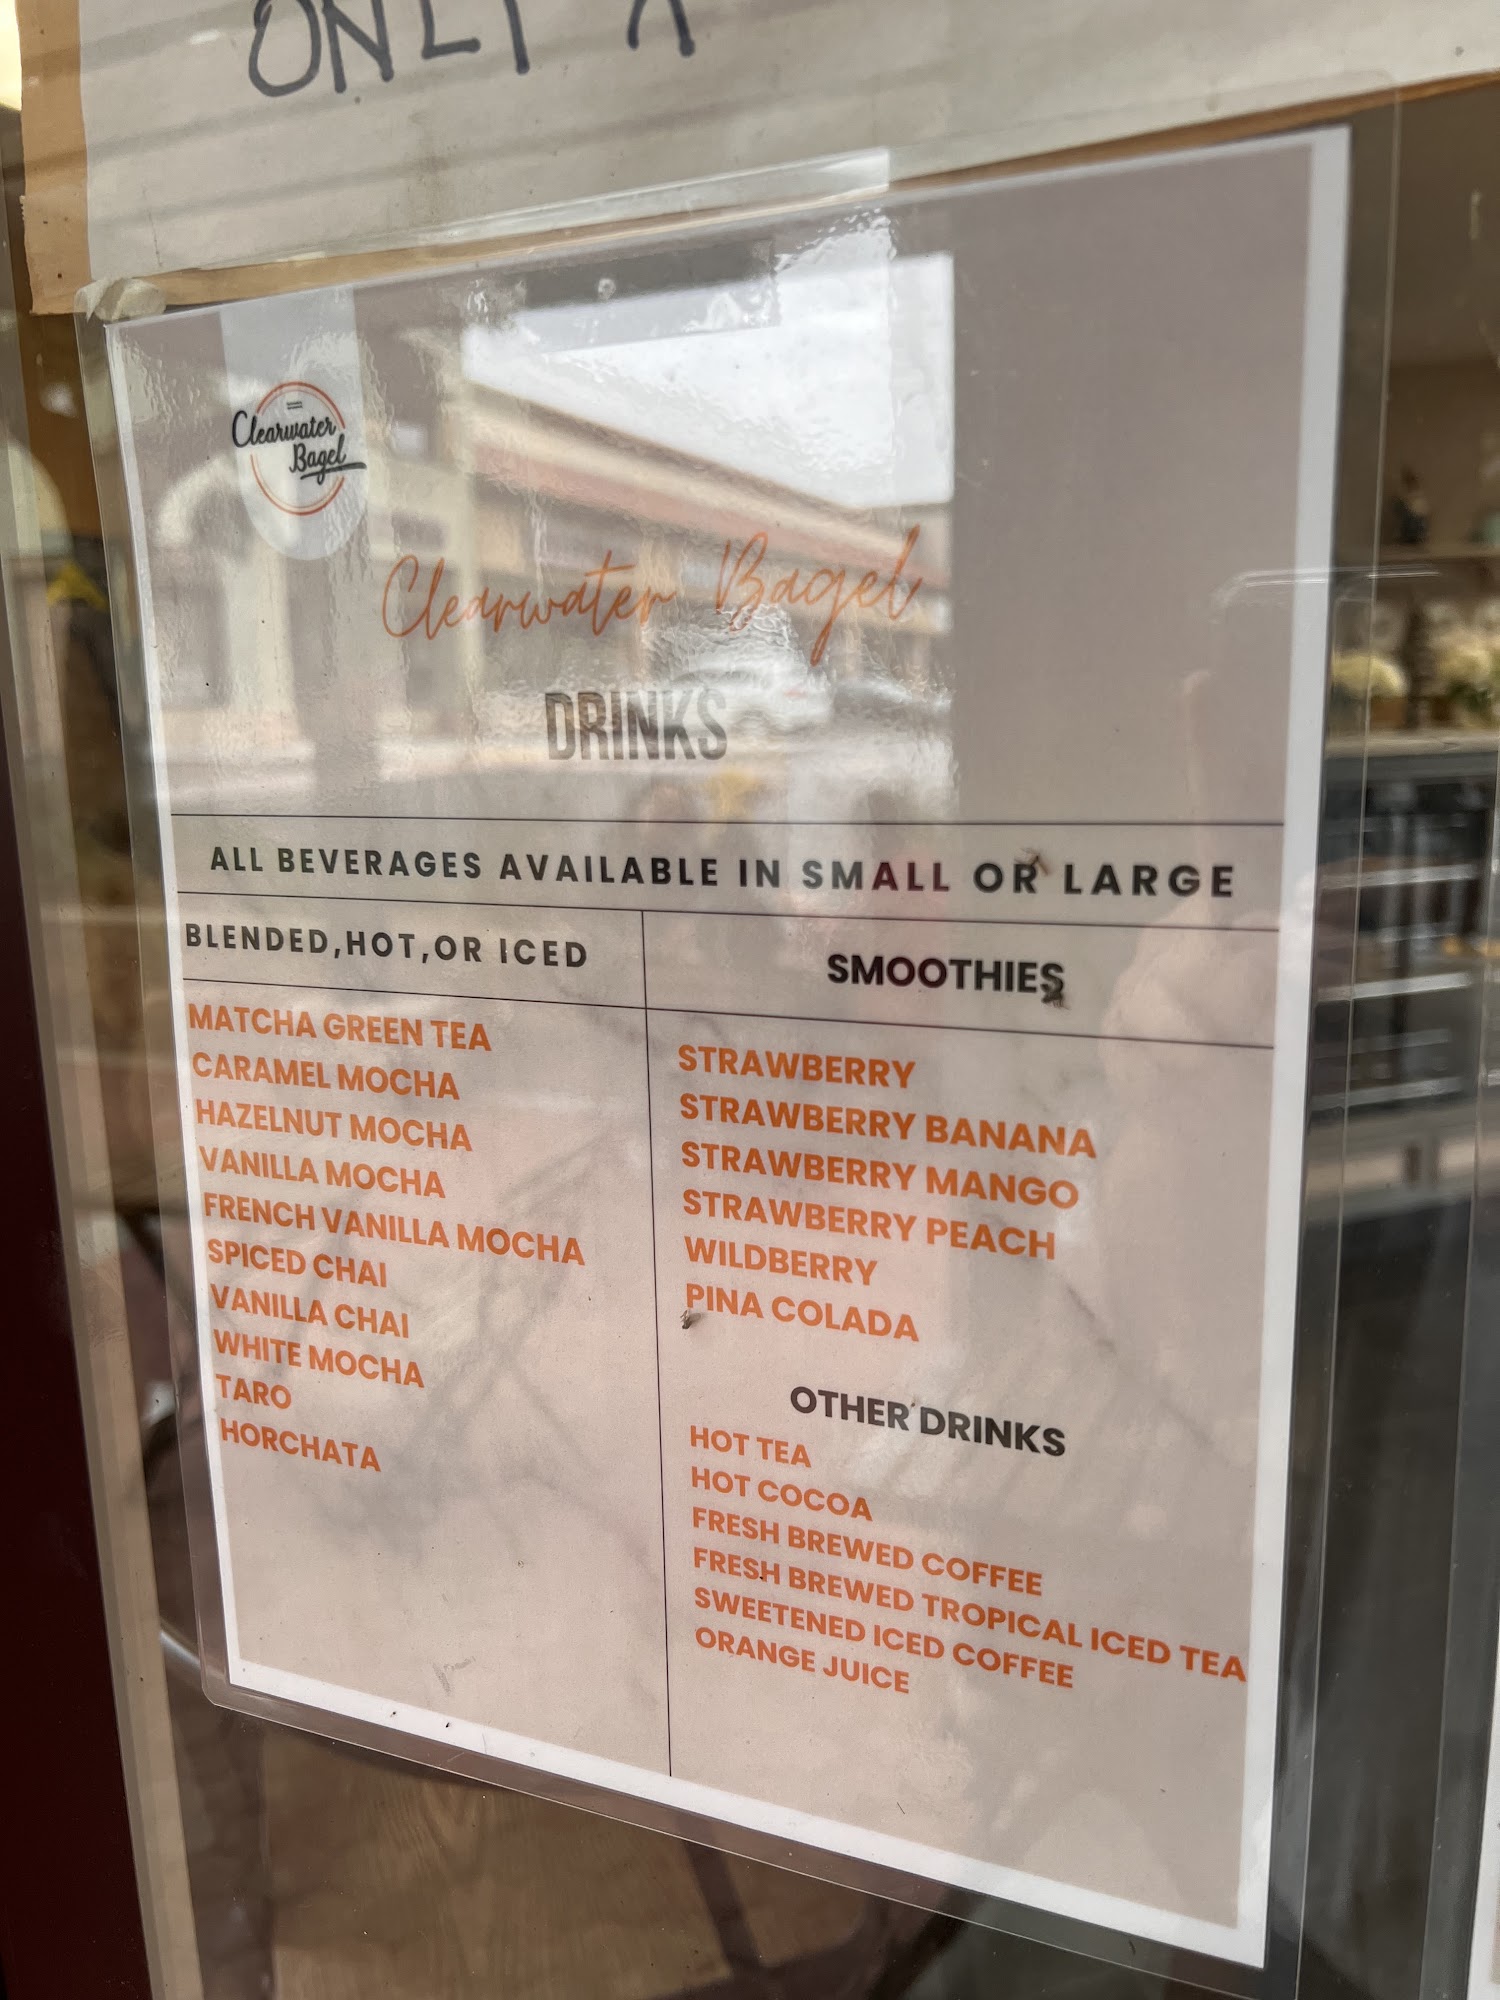 ONLY
Clearwater
Bagel
Clearwater Bagel
DRINKS
ALL BEVERAGES AVAILABLE IN SMALL OR LARGE
BLENDED,HOT,OR ICED
MATCHA GREEN TEA
CARAMEL MOCHA
HAZELNUT MOCHA
VANILLA MOCHA
FRENCH VANILLA MOCHA
SPICED CHAI
VANILLA CHAI
WHITE MOCHA
TARO
HORCHATA
SMOOTHIES
STRAWBERRY
STRAWBERRY BANANA
STRAWBERRY MANGO
STRAWBERRY PEACH
WILDBERRY
PINA COLADA
OTHER DRINKS
HOT TEA
HOT COCOA
FRESH BREWED COFFEE
FRESH BREWED TROPICAL ICED TEA
SWEETENED ICED COFFEE
ORANGE JUICE